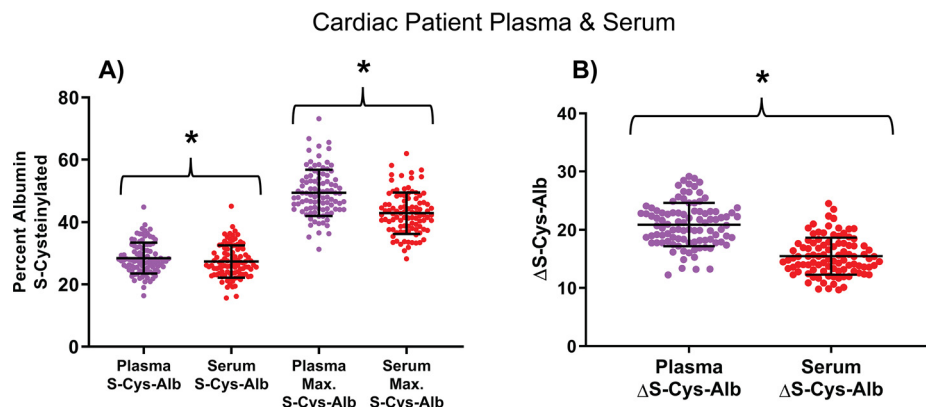 Cardiac Patient Plasma & Serum
A)
*
*
80
60
40
20
0
Percent Albumin
S-Cysteinylated
Plasma
S-Cys-Alb
Serum
S-Cys-Alb
Plasma
Max.
S-Cys-Alb
Serum
Max.
S-Cys-Alb
B)
*
40
30
20
10
0
ΔS-Cys-Alb
Plasma
ΔS-Cys-Alb
Serum
ΔS-Cys-Alb